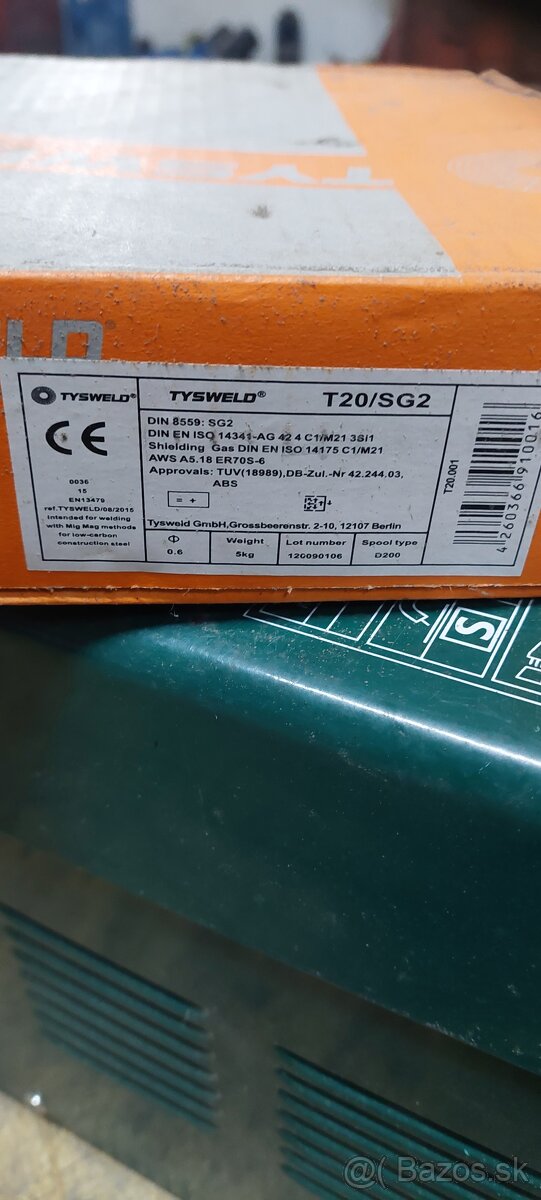 TYSW
LD®
TYSWELD®
CE
0036
15
EN13479
ref.TYSWELD/08/2015
Intended for welding
with Mig Mag methods
for low-carbon
construction steel
TYSWELD® T20/SG2
DIN 8559: SG2
DIN EN ISO 14341-AG 42 4 C1/M21 3Si1
Shielding Gas DIN EN ISO 14175 C1/M21
AWS A5.18 ER70S-6
Approvals: TUV(18989),DB-Zul.-Nr 42.244.03,
ABS
= +
Tysweld GmbH,Grossbeerenstr. 2-10, 12107 Berlin
Φ Weight Lot number Spool type
0.6 5kg 120090106 D200
T20.001
4260366910016
S
@( Bazos.sk